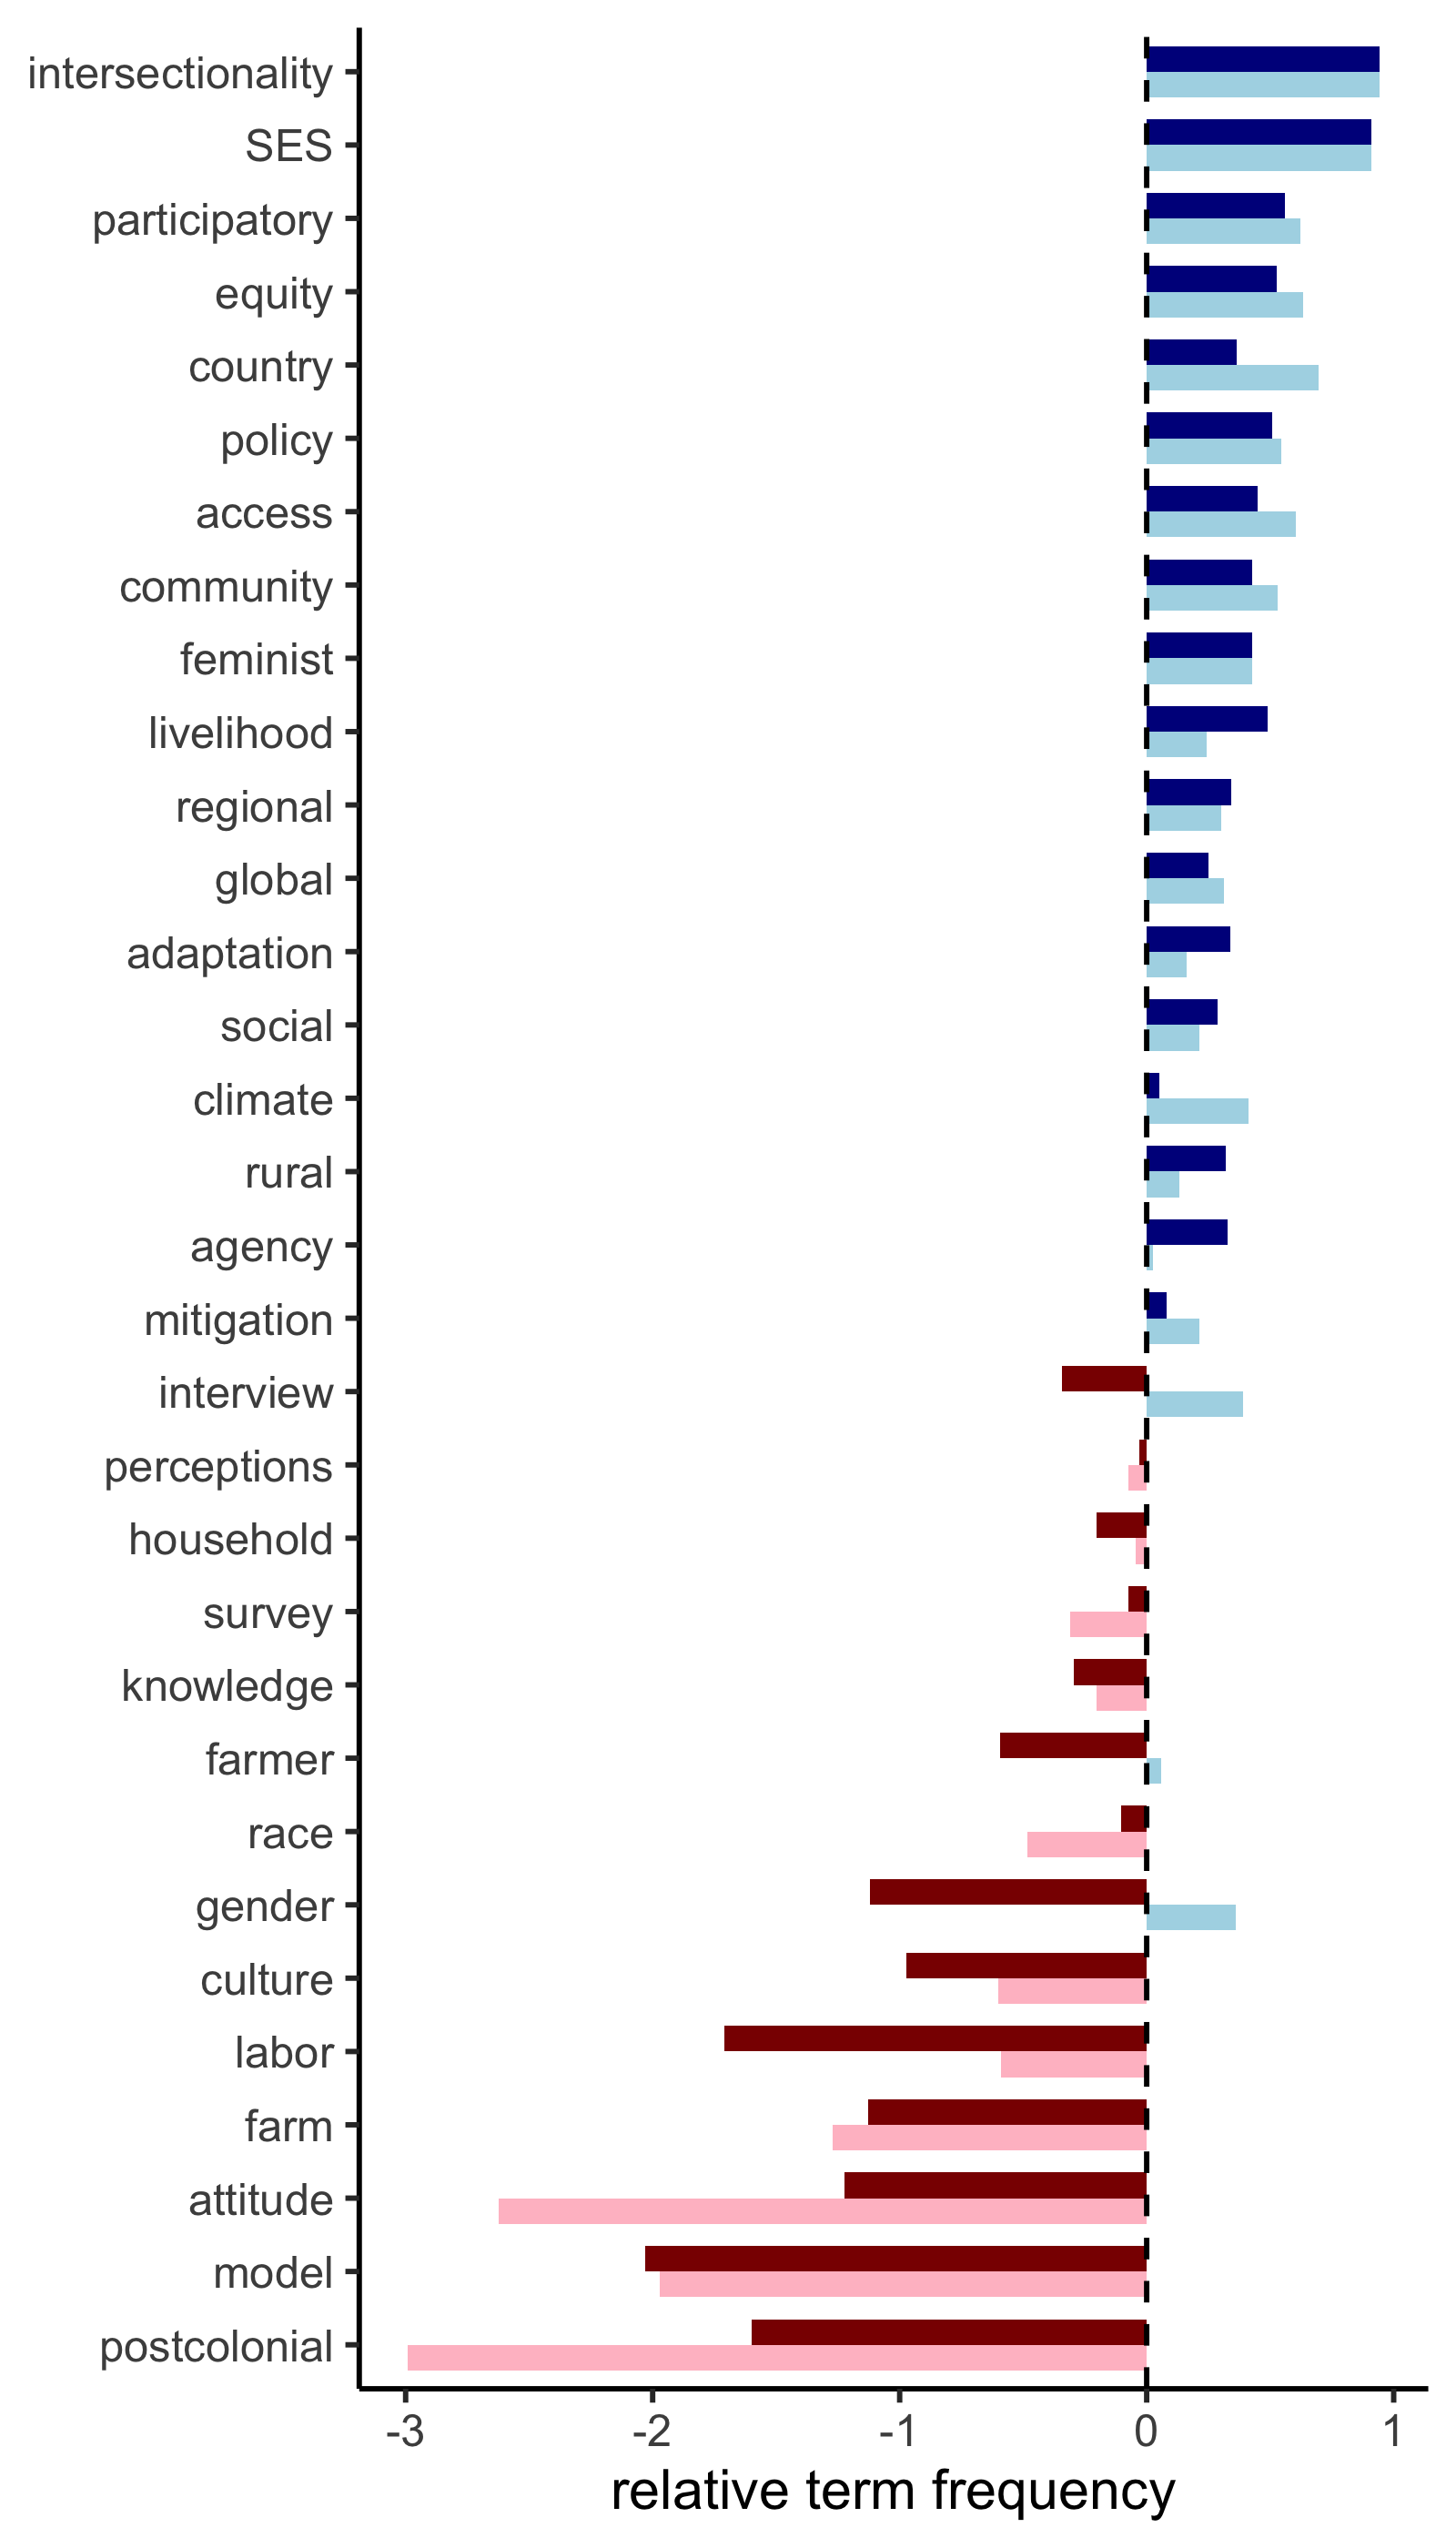 intersectionality
SES
participatory
equity
country
policy
access
community
feminist
livelihood
regional
global
adaptation
social
climate
rural
agency
mitigation
interview
perceptions
household
survey
knowledge
farmer
race
gender
culture
labor
farm
attitude
model
postcolonial
-3 -2 -1 0 1
relative term frequency